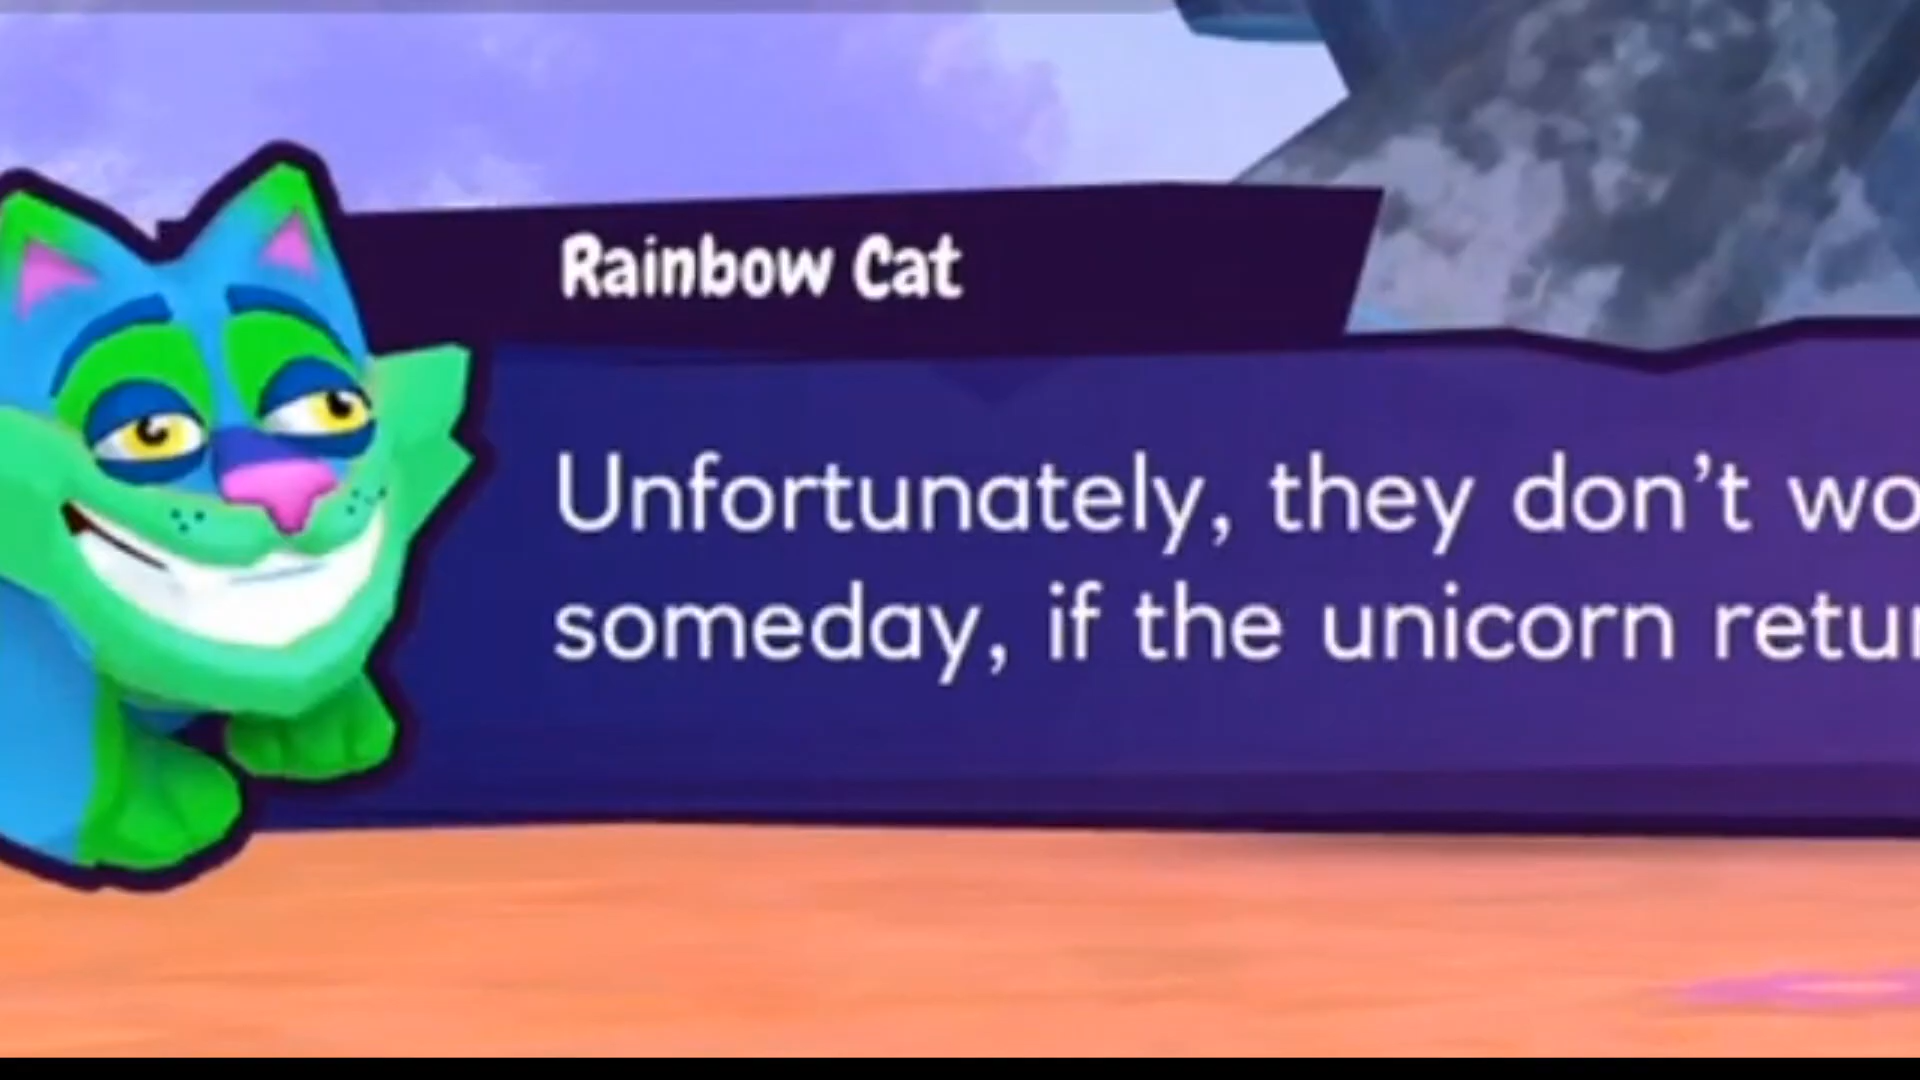 Rainbow Cat
Unfortunately, they don't
someday, if the unicorn